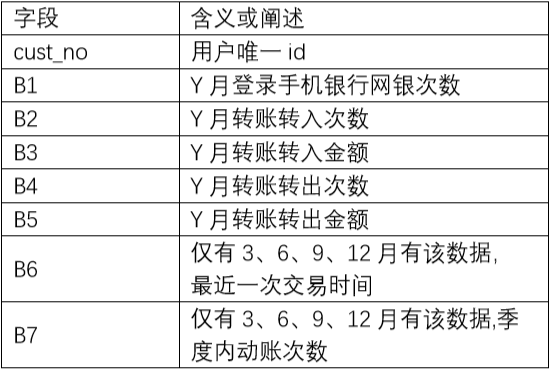 字段 含义或阐述
cust_no 用户唯一 id
B1 Y 月登录手机银行网银次数
B2 Y 月转账转入次数
B3 Y 月转账转入金额
B4 Y 月转账转出次数
B5 Y 月转账转出金额
B6 仅有 3、6、9、12 月有该数据,
最近一次交易时间
B7 仅有 3、6、9、12 月有该数据,季
度内动账次数